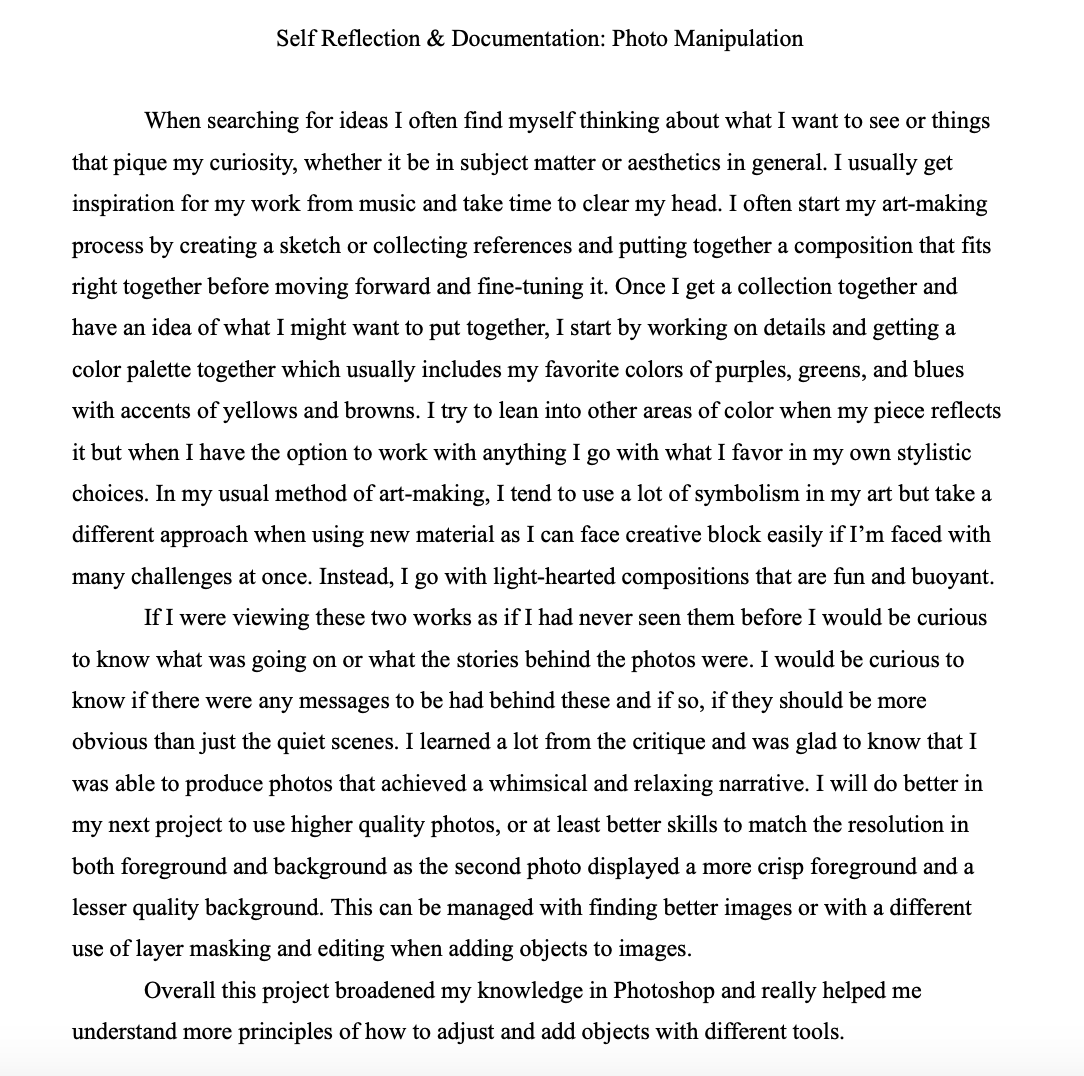 Self Reflection & Documentation: Photo Manipulation
When searching for ideas I often find myself thinking about what I want to see or things
that pique my curiosity, whether it be in subject matter or aesthetics in general. I usually get
inspiration for my work from music and take time to clear my head. I often start my art-making
process by creating a sketch or collecting references and putting together a composition that fits
right together before moving forward and fine-tuning it. Once I get a collection together and
have an idea of what I might want to put together, I start by working on details and getting a
color palette together which usually includes my favorite colors of purples, greens, and blues
with accents of yellows and browns. I try to lean into other areas of color when my piece reflects
it but when I have the option to work with anything I go with what I favor in my own stylistic
choices. In my usual method of art-making, I tend to use a lot of symbolism in my art but take a
different approach when using new material as I can face creative block easily if I’m faced with
many challenges at once. Instead, I go with light-hearted compositions that are fun and buoyant.
If I were viewing these two works as if I had never seen them before I would be curious
to know what was going on or what the stories behind the photos were. I would be curious to
know if there were any messages to be had behind these and if so, if they should be more
obvious than just the quiet scenes. I learned a lot from the critique and was glad to know that I
was able to produce photos that achieved a whimsical and relaxing narrative. I will do better in
my next project to use higher quality photos, or at least better skills to match the resolution in
both foreground and background as the second photo displayed a more crisp foreground and a
lesser quality background. This can be managed with finding better images or with a different
use of layer masking and editing when adding objects to images.
Overall this project broadened my knowledge in Photoshop and really helped me
understand more principles of how to adjust and add objects with different tools.